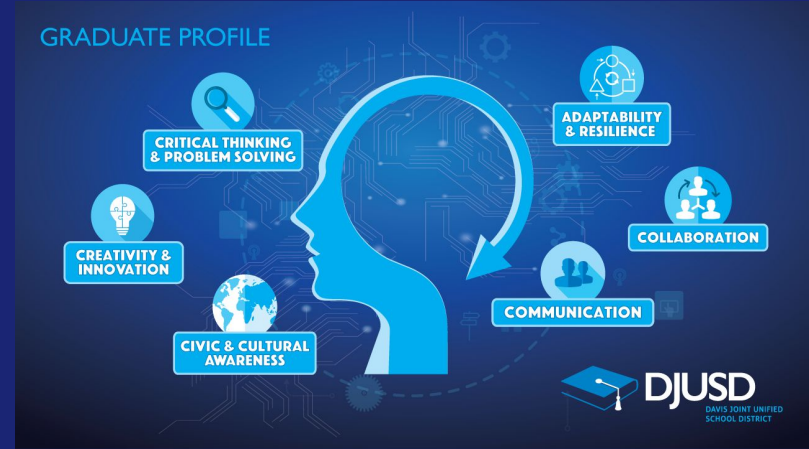 GRADUATE PROFILE
CRITICAL THINKING
& PROBLEM SOLVING
CREATIVITY &
INNOVATION
CIVIC & CULTURAL
AWARENESS
ADAPTABILITY
& RESILIENCE
COLLABORATION
COMMUNICATION
DJUSD
DAVIS JOINT UNIFIED
SCHOOL DISTRICT